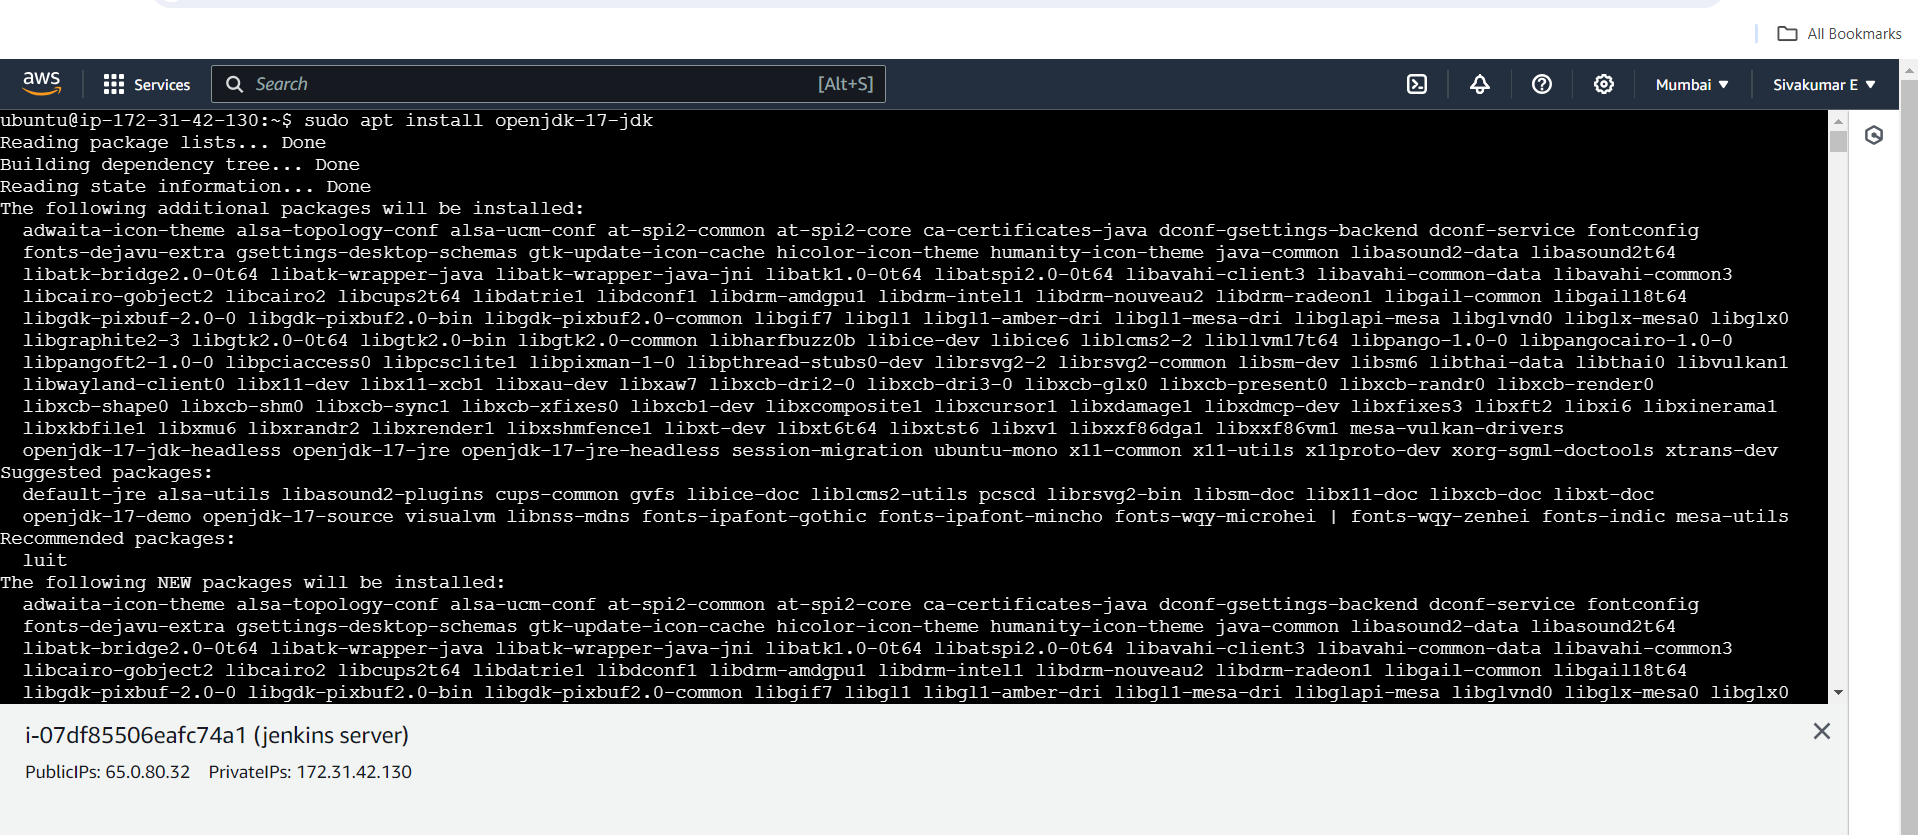 All Bookmarks
aws Services Search [Alt+S] Mumbai ▼ Sivakumar E ▼
ubuntu@ip-172-31-42-130:~$ sudo apt install openjdk-17-jdk
Reading package lists... Done
Building dependency tree... Done
Reading state information... Done
The following additional packages will be installed:
  adwaita-icon-theme alsa-topology-conf alsa-ucm-conf at-spi2-common at-spi2-core ca-certificates-java dconf-gsettings-backend dconf-service fontconfig
  fonts-dejavu-extra gsettings-desktop-schemas gtk-update-icon-cache hicolor-icon-theme humanity-icon-theme java-common libasound2-data libasound2t64
  libatk-bridge2.0-0t64 libatk-wrapper-java libatk-wrapper-java-jni libatk1.0-0t64 libatspi2.0-0t64 libavahi-client3 libavahi-common-data libavahi-common3
  libcairo-gobject2 libcairo2 libcups2t64 libdatrie1 libdconf1 libdrm-amdgpu1 libdrm-intel1 libdrm-nouveau2 libdrm-radeon1 libgail-common libgail18t64
  libgdk-pixbuf-2.0-0 libgdk-pixbuf2.0-bin libgdk-pixbuf2.0-common libgif7 libgl1 libgl1-amber-dri libgl1-mesa-dri libglapi-mesa libglvnd0 libglx-mesa0 libglx0
  libgraphite2-3 libgtk2.0-0t64 libgtk2.0-bin libgtk2.0-common libharfbuzz0b libice-dev libice6 liblcms2-2 libllvm17t64 libpango-1.0-0 libpangocairo-1.0-0
  libpangoft2-1.0-0 libpciaccess0 libpcsclite1 libpixman-1-0 libpthread-stubs0-dev librsvg2-2 librsvg2-common libsm-dev libsm6 libthai-data libthai0 libvulkan1
  libwayland-client0 libx11-dev libx11-xcb1 libxau-dev libxaw7 libxcb-dri2-0 libxcb-dri3-0 libxcb-glx0 libxcb-present0 libxcb-randr0 libxcb-render0
  libxcb-shape0 libxcb-shm0 libxcb-sync1 libxcb-xfixes0 libxcb1-dev libxcomposite1 libxcursor1 libxdamage1 libxdmcp-dev libxfixes3 libxft2 libxi6 libxinerama1
  libxkbfile1 libxmu6 libxrandr2 libxrender1 libxshmfence1 libxt-dev libxt6t64 libxtst6 libxv1 libxxf86dga1 libxxf86vm1 mesa-vulkan-drivers
  openjdk-17-jdk-headless openjdk-17-jre openjdk-17-jre-headless session-migration ubuntu-mono x11-common x11-utils x11proto-dev xorg-sgml-doctools xtrans-dev
Suggested packages:
  default-jre alsa-utils libasound2-plugins cups-common gvfs libice-doc liblcms2-utils pcscd librsvg2-bin libsm-doc libx11-doc libxcb-doc libxt-doc
  openjdk-17-demo openjdk-17-source visualvm libnss-mdns fonts-ipafont-gothic fonts-ipafont-mincho fonts-wqy-microhei | fonts-wqy-zenhei fonts-indic mesa-utils
Recommended packages:
  luit
The following NEW packages will be installed:
  adwaita-icon-theme alsa-topology-conf alsa-ucm-conf at-spi2-common at-spi2-core ca-certificates-java dconf-gsettings-backend dconf-service fontconfig
  fonts-dejavu-extra gsettings-desktop-schemas gtk-update-icon-cache hicolor-icon-theme humanity-icon-theme java-common libasound2-data libasound2t64
  libatk-bridge2.0-0t64 libatk-wrapper-java libatk-wrapper-java-jni libatk1.0-0t64 libatspi2.0-0t64 libavahi-client3 libavahi-common-data libavahi-common3
  libcairo-gobject2 libcairo2 libcups2t64 libdatrie1 libdconf1 libdrm-amdgpu1 libdrm-intel1 libdrm-nouveau2 libdrm-radeon1 libgail-common libgail18t64
  libgdk-pixbuf-2.0-0 libgdk-pixbuf2.0-bin libgdk-pixbuf2.0-common libgif7 libgl1 libgl1-amber-dri libgl1-mesa-dri libglapi-mesa libglvnd0 libglx-mesa0 libglx0
i-07df85506eafc74a1 (jenkins server)
PublicIPs: 65.0.80.32 PrivateIPs: 172.31.42.130